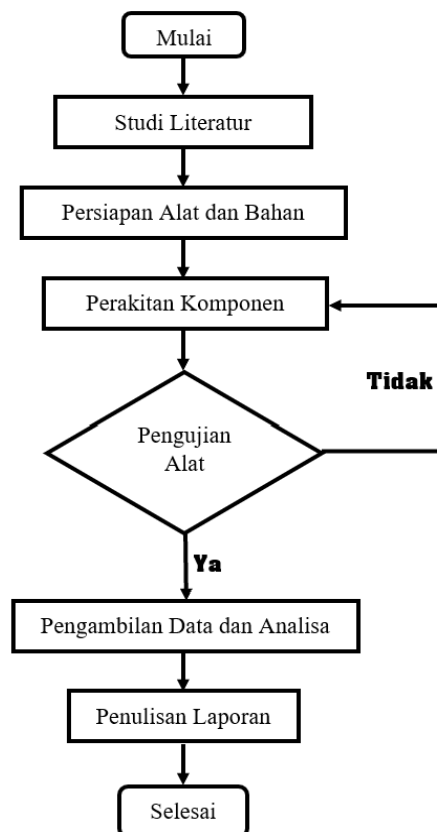 Mulai
Studi Literatur
Persiapan Alat dan Bahan
Perakitan Komponen
Tidak
Pengujian
Alat
Ya
Pengambilan Data dan Analisa
Penulisan Laporan
Selesai